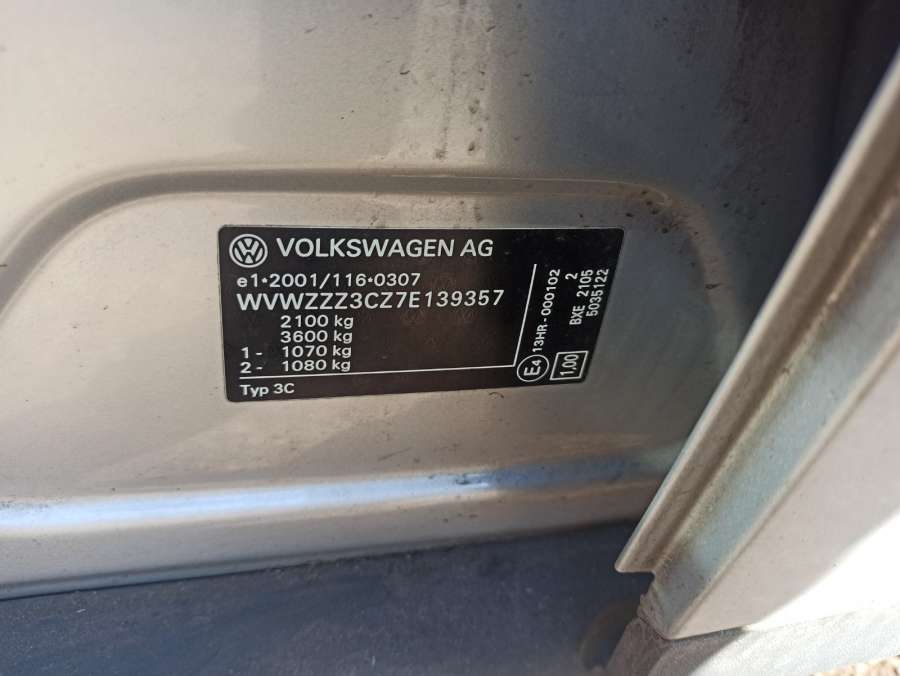 VOLKSWAGEN AG
e1*2001/116*0307
WVWZZZ3CZ7E139357
2100 kg
3600 kg
1 - 1070 kg
2 - 1080 kg
Typ 3C
E4
13HR-000102
1.00
2
BXE 2105
5035122